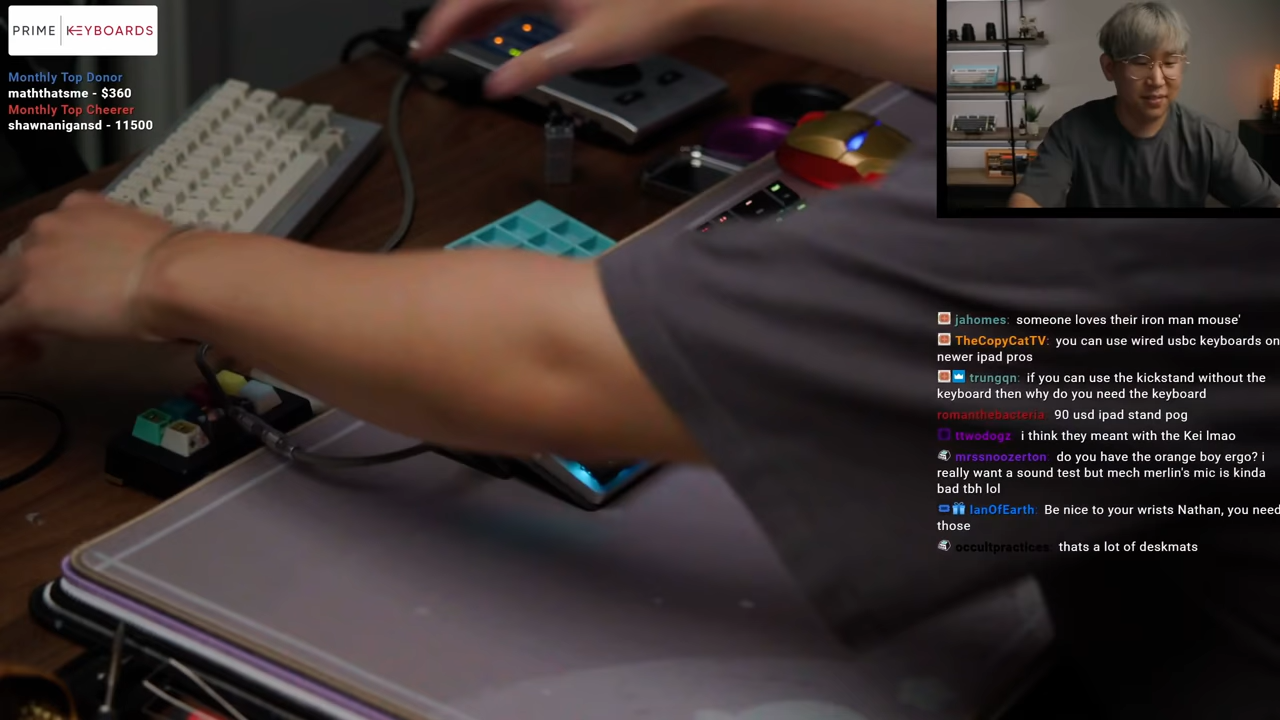 PRIME | KEYBOARDS
Monthly Top Donor
maththatsme - $360
Monthly Top Cheerer
shawnanigansd - 11500
jahomes: someone loves their iron man mouse'
TheCopyCatTV: you can use wired usbc keyboards on
newer ipad pros
trungqn: if you can use the kickstand without the
keyboard then why do you need the keyboard
romanthebacteria: 90 usd ipad stand pog
ttwodogz: i think they meant with the Kei lmao
mrssnoozerton: do you have the orange boy ergo? i
really want a sound test but mech merlin's mic is kinda
bad tbh lol
IanOfEarth: Be nice to your wrists Nathan, you need
those
occultpractices: thats a lot of deskmats